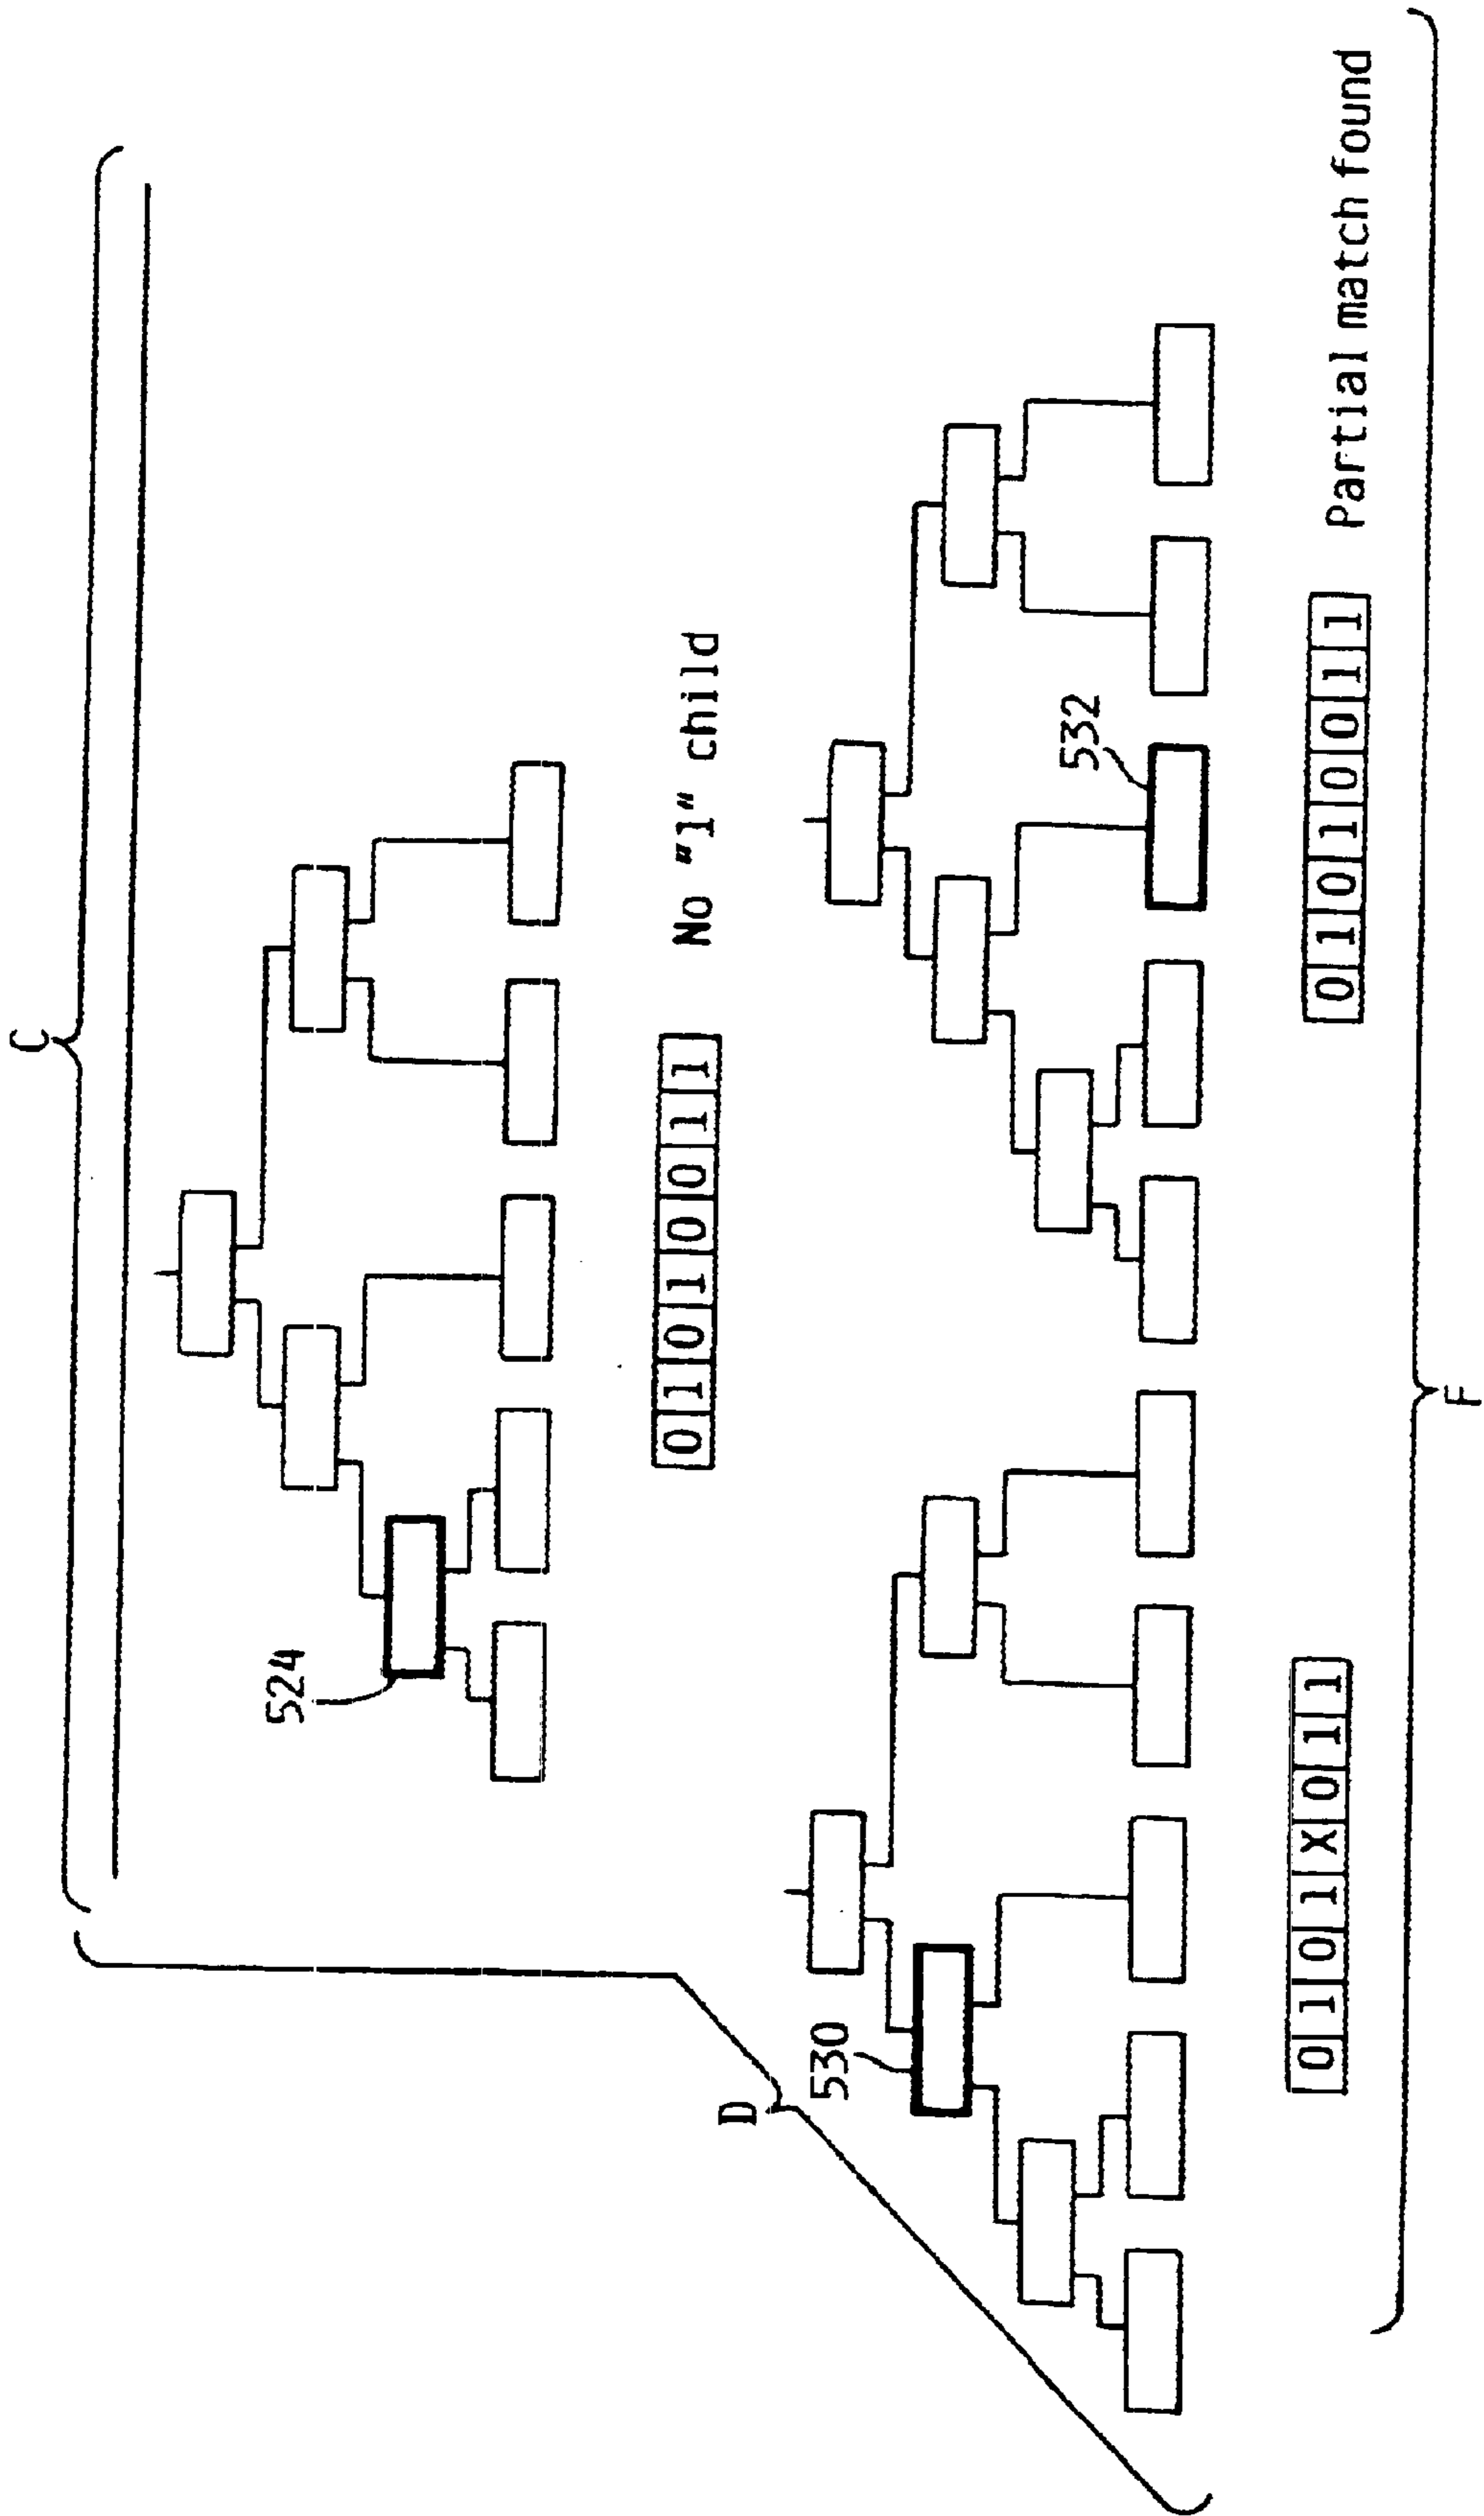 C
524
0 1 0 1 0 0 1 1
No "1" child
D
530
532
0 1 0 1 X 0 1 1
0 1 0 1 0 0 1 1
Partial match found
F